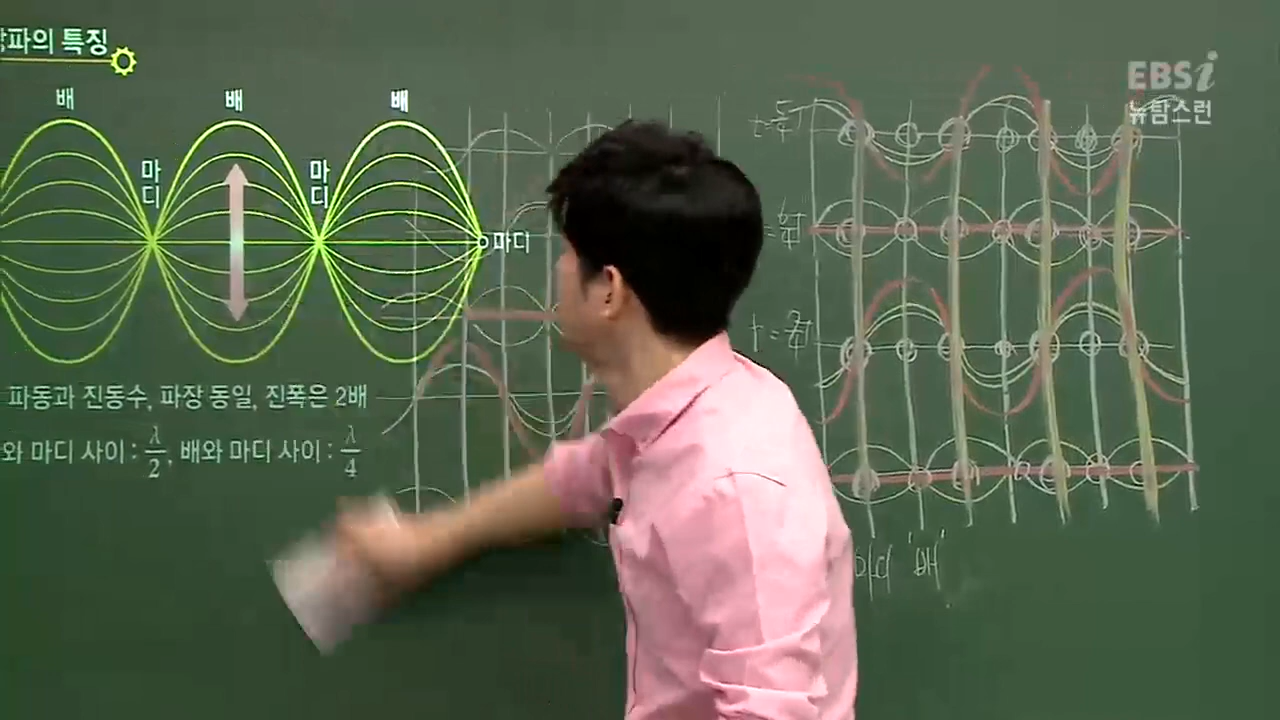 파의 특징
EBSi
뉴탐스런
배 배 배
마디 마디
마디
파동과 진동수, 파장 동일, 진폭은 2배
와 마디 사이 : λ/2, 배와 마디 사이 : λ/4
마디 '배'